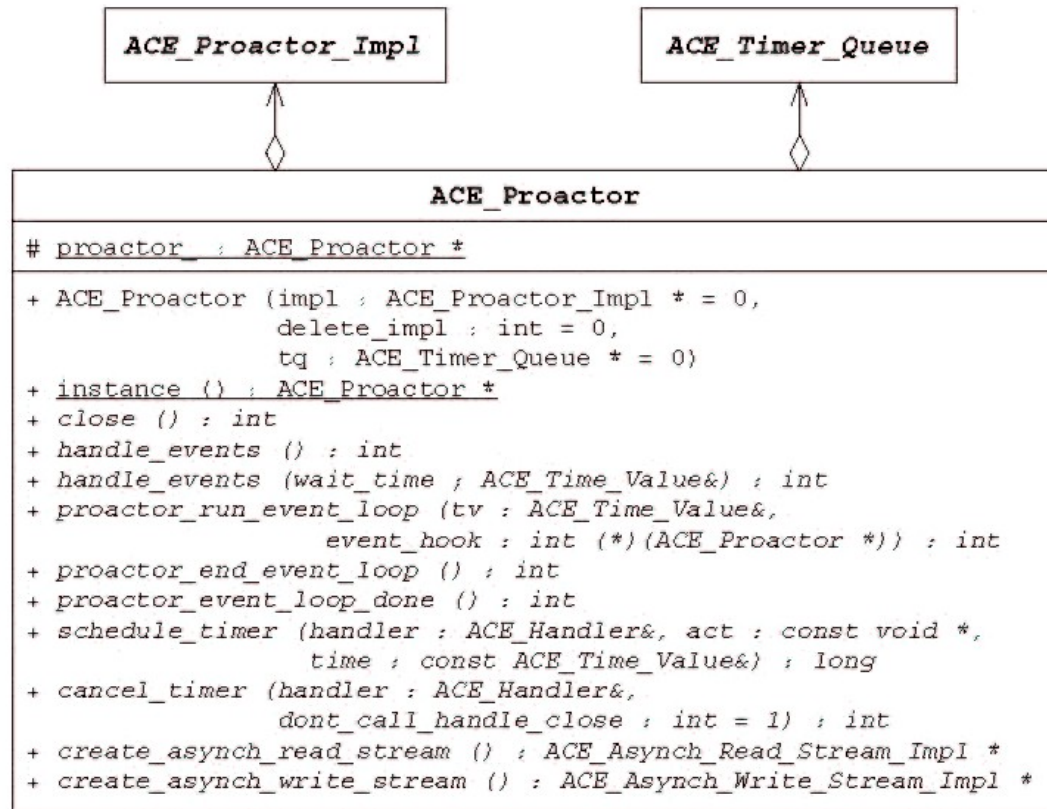 ACE_Proactor_Impl
ACE_Timer_Queue
ACE_Proactor
# proactor_ : ACE_Proactor *
+ ACE_Proactor (impl : ACE_Proactor_Impl * = 0,
delete_impl : int = 0,
tq : ACE_Timer_Queue * = 0)
+ instance () : ACE_Proactor *
+ close () : int
+ handle_events () : int
+ handle_events (wait_time ; ACE_Time_Value&) : int
+ proactor_run_event_loop (tv : ACE_Time_Value&,
event_hook : int (*)(ACE_Proactor *)) : int
+ proactor_end_event_loop () : int
+ proactor_event_loop_done () : int
+ schedule_timer (handler : ACE_Handler&, act : const void *,
time : const ACE_Time_Value&) : long
+ cancel_timer (handler : ACE_Handler&,
dont_call_handle_close : int = 1) : int
+ create_asynch_read_stream () : ACE_Asynch_Read_Stream_Impl *
+ create_asynch_write_stream () : ACE_Asynch_Write_Stream_Impl *